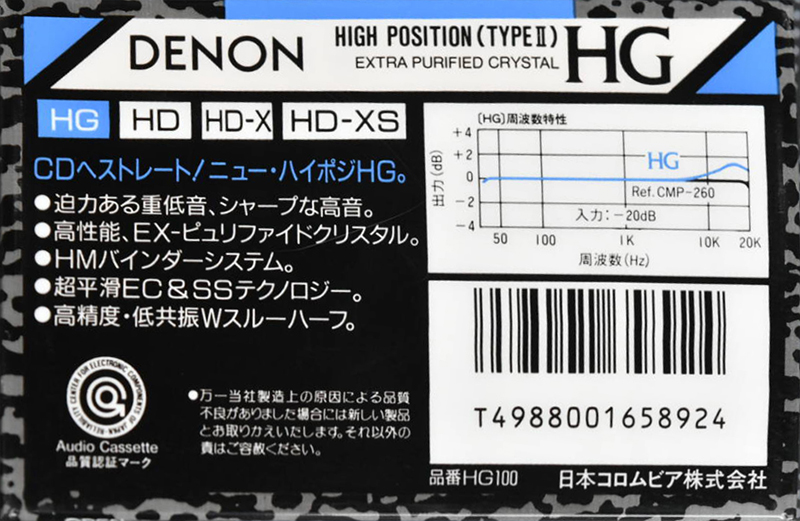 DENON
HIGH POSITION (TYPE II)
EXTRA PURIFIED CRYSTAL
HG
HG HD HD-X HD-XS
CDヘストレート/ニュー・ハイポジHG。
●迫力ある重低音、シャープな高音。
●高性能、EX-ピュリファイドクリスタル。
●HMバインダーシステム。
●超平滑EC&SSテクノロジー。
●高精度・低共振Wスルーハーフ。
RELIABILITY CENTER FOR ELECTRONIC COMPONENTS OF JAPAN
Audio Cassette
品質認証マーク
●万一当社製造上の原因による品質
不良がありました場合には新しい製品
とお取りかえいたします。それ以外の
責はご容赦ください。
〔HG〕周波数特性
出力(dB)
+4
+2
0
−2
−4
HG
Ref. CMP-260
入力:−20dB
50 100 1K 10K 20K
周波数(Hz)
T4988001658924
品番HG100 日本コロムビア株式会社